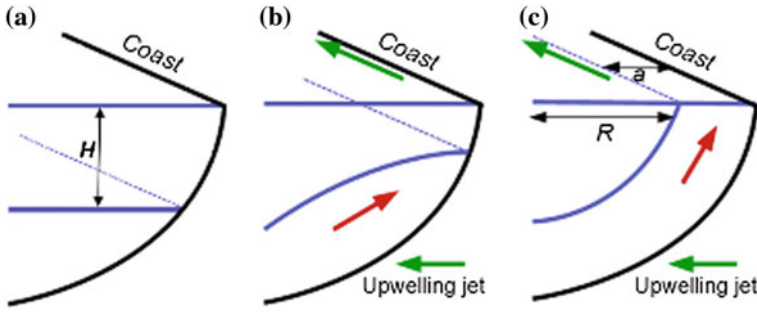 (a)
Coast
H
(b)
Coast
Upwelling jet
(c)
Coast
a
R
Upwelling jet